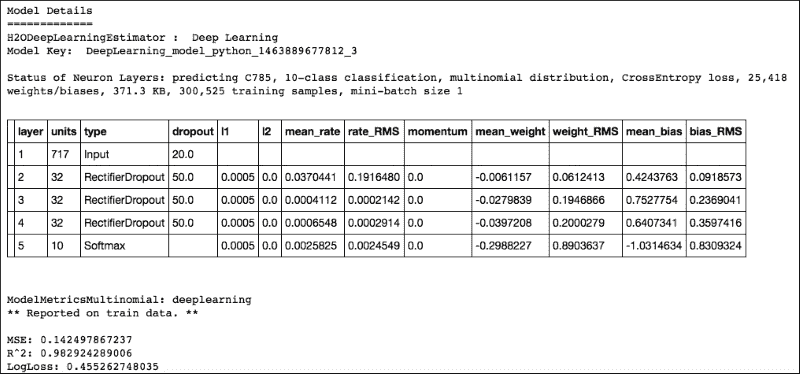 Model Details
=============
H2ODeepLearningEstimator :  Deep Learning
Model Key:  DeepLearning_model_python_1463889677812_3
Status of Neuron Layers: predicting C785, 10-class classification, multinomial distribution, CrossEntropy loss, 25,418
weights/biases, 371.3 KB, 300,525 training samples, mini-batch size 1
layer units type dropout l1 l2 mean_rate rate_RMS momentum mean_weight weight_RMS mean_bias bias_RMS
1 717 Input 20.0
2 32 RectifierDropout 50.0 0.0005 0.0 0.0370441 0.1916480 0.0 -0.0061157 0.0612413 0.4243763 0.0918573
3 32 RectifierDropout 50.0 0.0005 0.0 0.0004112 0.0002142 0.0 -0.0279839 0.1946866 0.7527754 0.2369041
4 32 RectifierDropout 50.0 0.0005 0.0 0.0006548 0.0002914 0.0 -0.0397208 0.2000279 0.6407341 0.3597416
5 10 Softmax 0.0005 0.0 0.0025825 0.0024549 0.0 -0.2988227 0.8903637 -1.0314634 0.8309324
ModelMetricsMultinomial: deeplearning
** Reported on train data. **
MSE: 0.142497867237
R^2: 0.982924289006
LogLoss: 0.455262748035